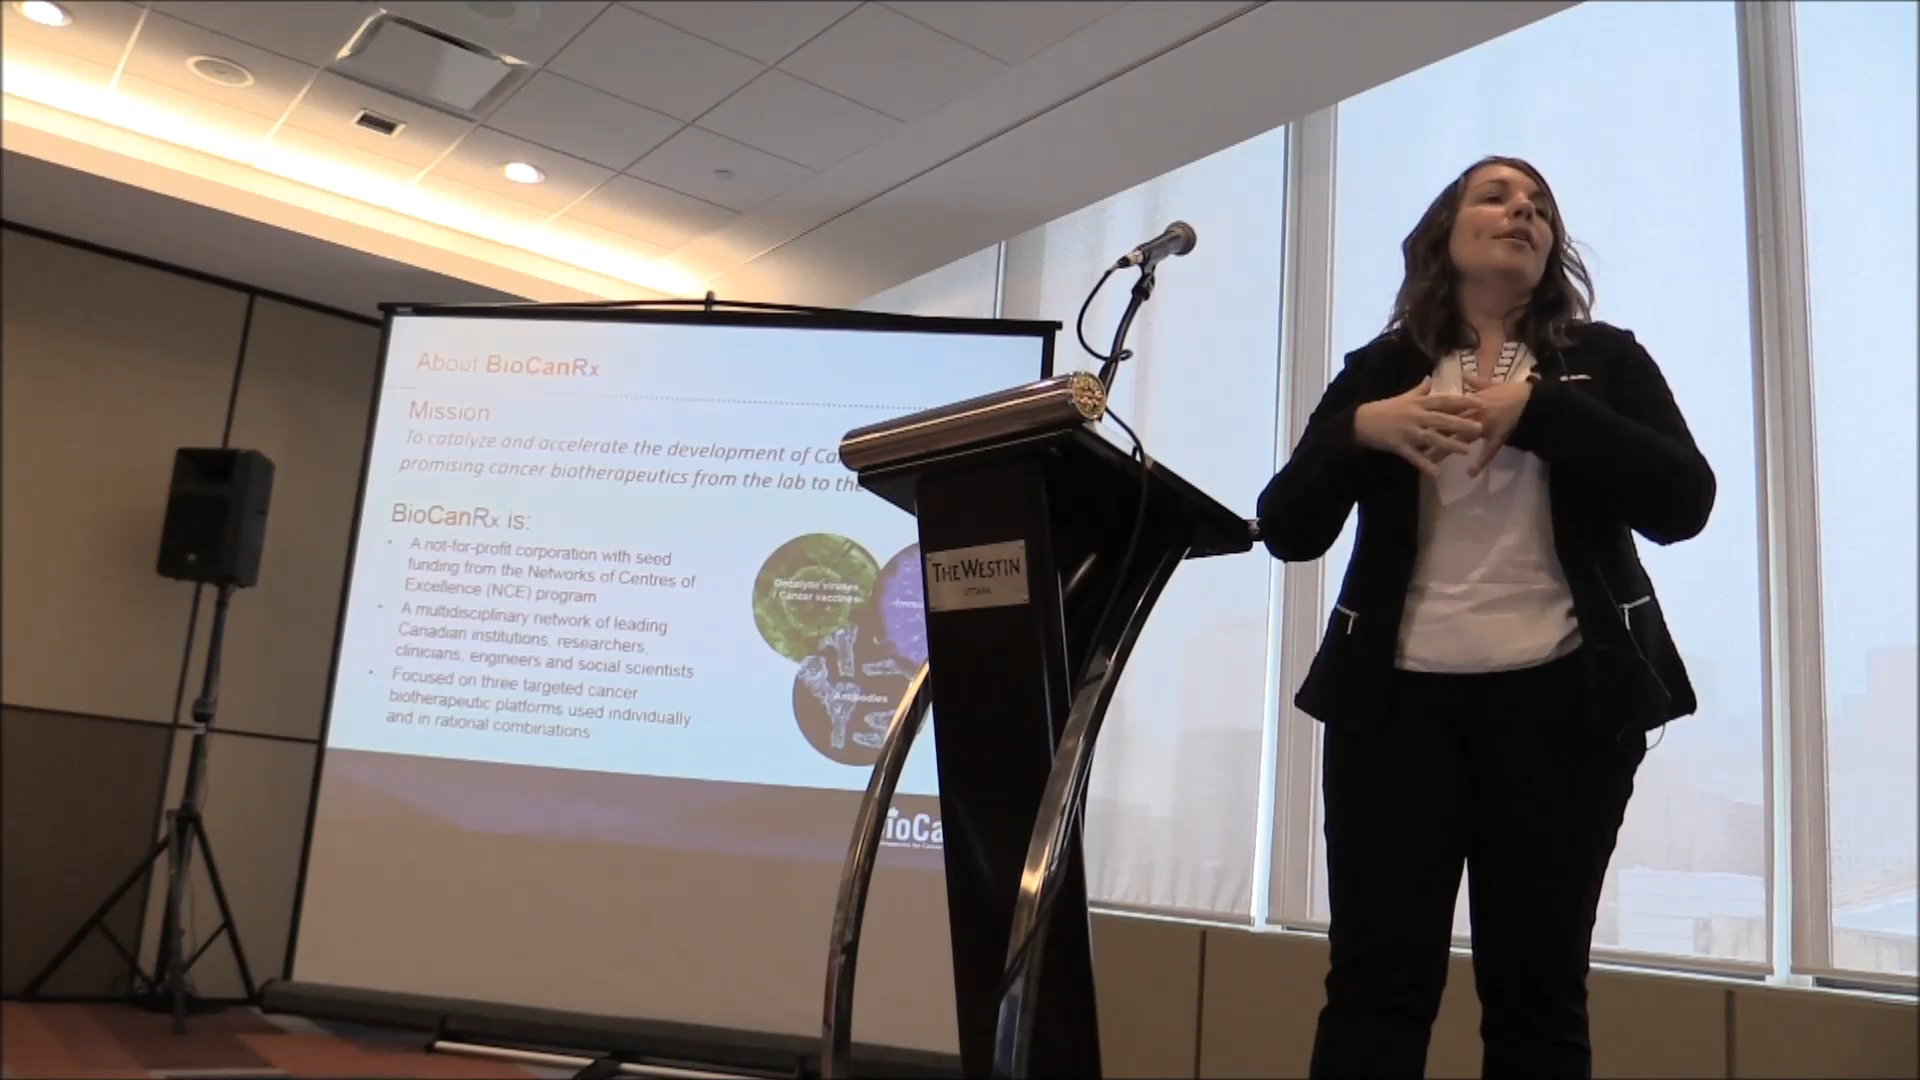 About BioCanRx
Mission
To catalyze and accelerate the development of
promising cancer biotherapeutics from the lab to the
BioCanRx is:
• A not-for-profit corporation with seed
funding from the Networks of Centres of
Excellence (NCE) program
• A multidisciplinary network of leading
Canadian institutions, researchers,
clinicians, engineers and social scientists
• Focused on three targeted cancer
biotherapeutic platforms used individually
and in rational combinations
Oncolytic viruses
/ Cancer vaccines
Antibodies
THE WESTIN
OTTAWA